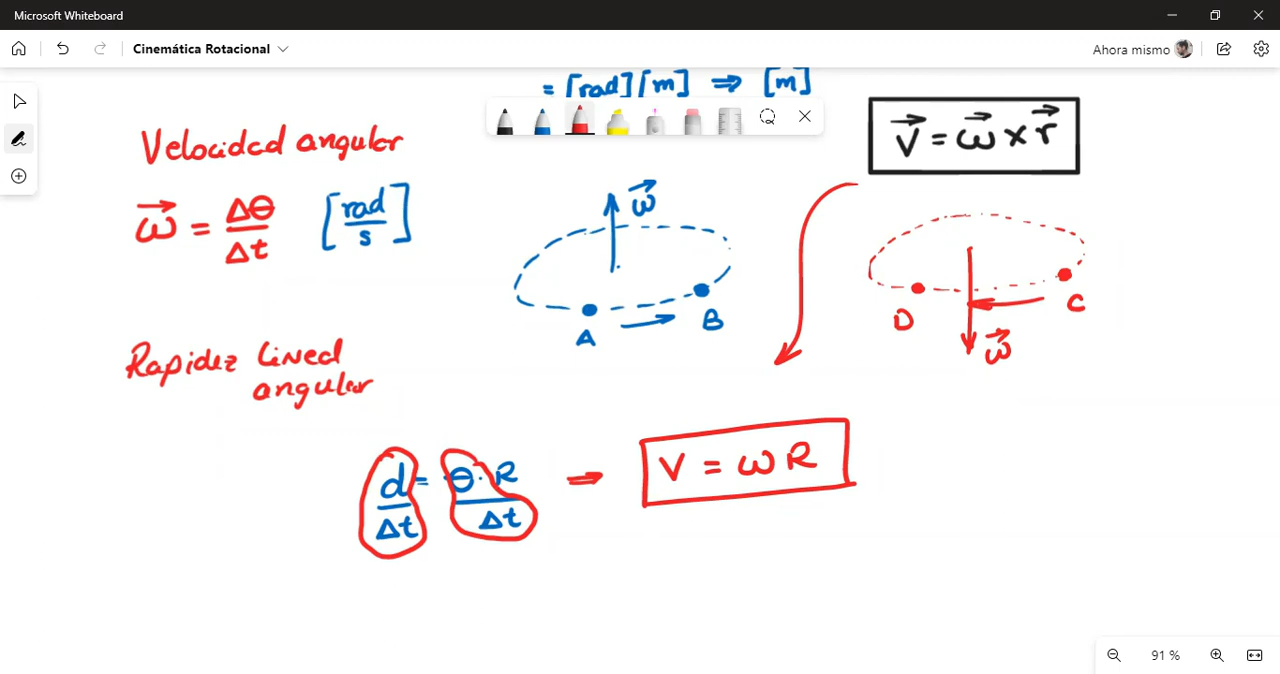 Microsoft Whiteboard
Cinemática Rotacional
Ahora mismo
= [rad][m] ⇒ [m]
Velocidad angular
ω⃗ = Δθ/Δt [rad/s]
ω⃗
A
B
V⃗ = ω⃗ x r⃗
D
C
ω⃗
Rapidez Lineal
angular
d/Δt = θ·R/Δt ⇒ V = ωR
91 %